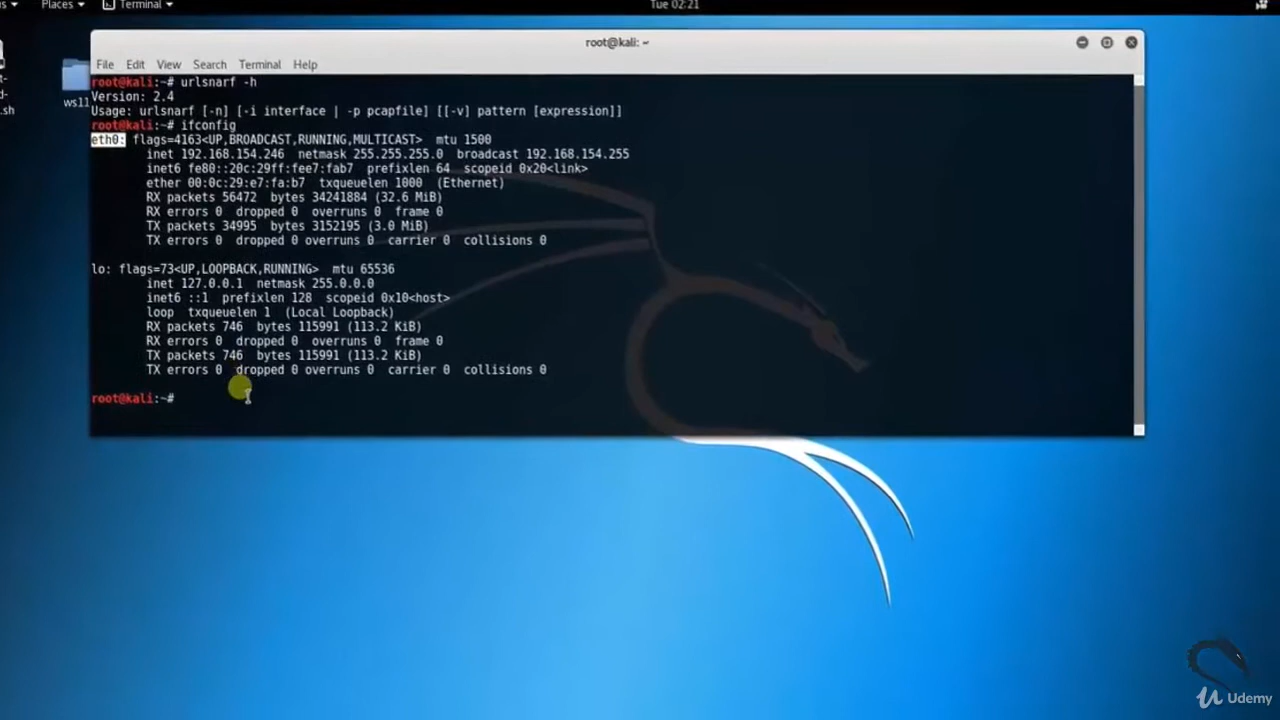 Places
Terminal
Tue 02:21
root@kali: ~
File Edit View Search Terminal Help
root@kali:~# urlsnarf -h
Version: 2.4
Usage: urlsnarf [-n] [-i interface | -p pcapfile] [[-v] pattern [expression]]
root@kali:~# ifconfig
eth0: flags=4163<UP,BROADCAST,RUNNING,MULTICAST> mtu 1500
inet 192.168.154.246 netmask 255.255.255.0 broadcast 192.168.154.255
inet6 fe80::20c:29ff:fee7:fab7 prefixlen 64 scopeid 0x20<link>
ether 00:0c:29:e7:fa:b7 txqueuelen 1000 (Ethernet)
RX packets 56472 bytes 34241884 (32.6 MiB)
RX errors 0 dropped 0 overruns 0 frame 0
TX packets 34995 bytes 3152195 (3.0 MiB)
TX errors 0 dropped 0 overruns 0 carrier 0 collisions 0
lo: flags=73<UP,LOOPBACK,RUNNING> mtu 65536
inet 127.0.0.1 netmask 255.0.0.0
inet6 ::1 prefixlen 128 scopeid 0x10<host>
loop txqueuelen 1 (Local Loopback)
RX packets 746 bytes 115991 (113.2 KiB)
RX errors 0 dropped 0 overruns 0 frame 0
TX packets 746 bytes 115991 (113.2 KiB)
TX errors 0 dropped 0 overruns 0 carrier 0 collisions 0
root@kali:~#
.sh
Udemy